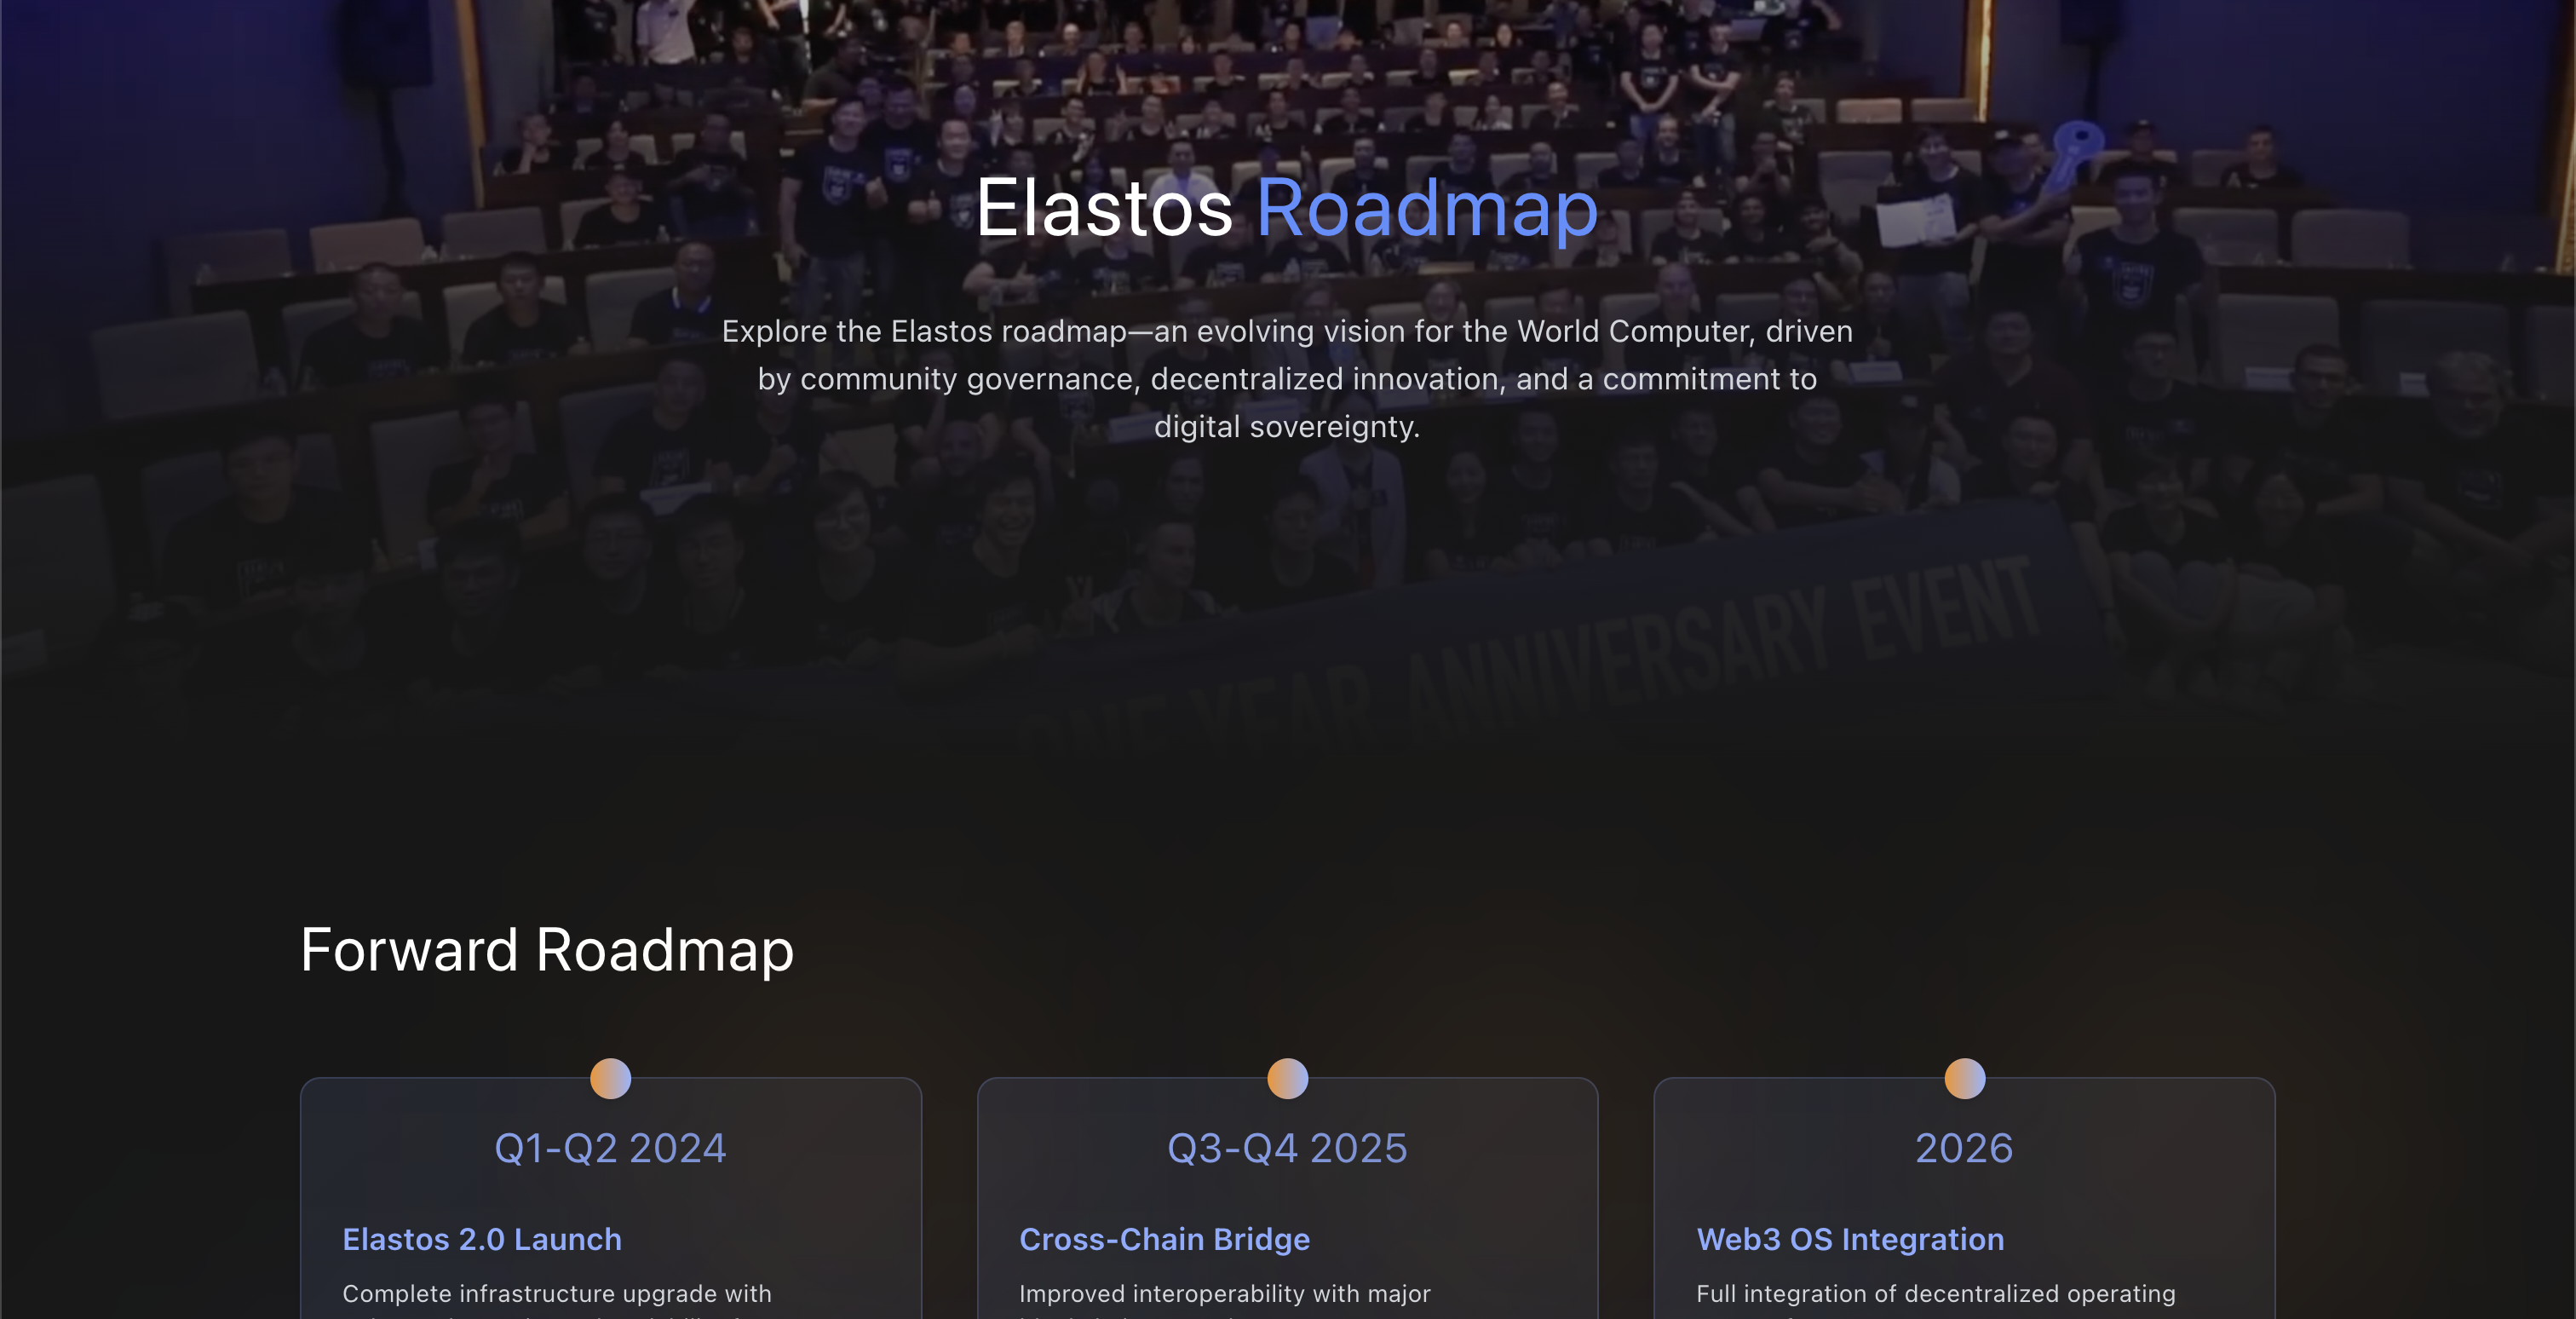 Elastos Roadmap
Explore the Elastos roadmap—an evolving vision for the World Computer, driven
by community governance, decentralized innovation, and a commitment to
digital sovereignty.
ONE YEAR ANNIVERSARY EVENT
Forward Roadmap
Q1-Q2 2024
Elastos 2.0 Launch
Complete infrastructure upgrade with
Q3-Q4 2025
Cross-Chain Bridge
Improved interoperability with major
2026
Web3 OS Integration
Full integration of decentralized operating